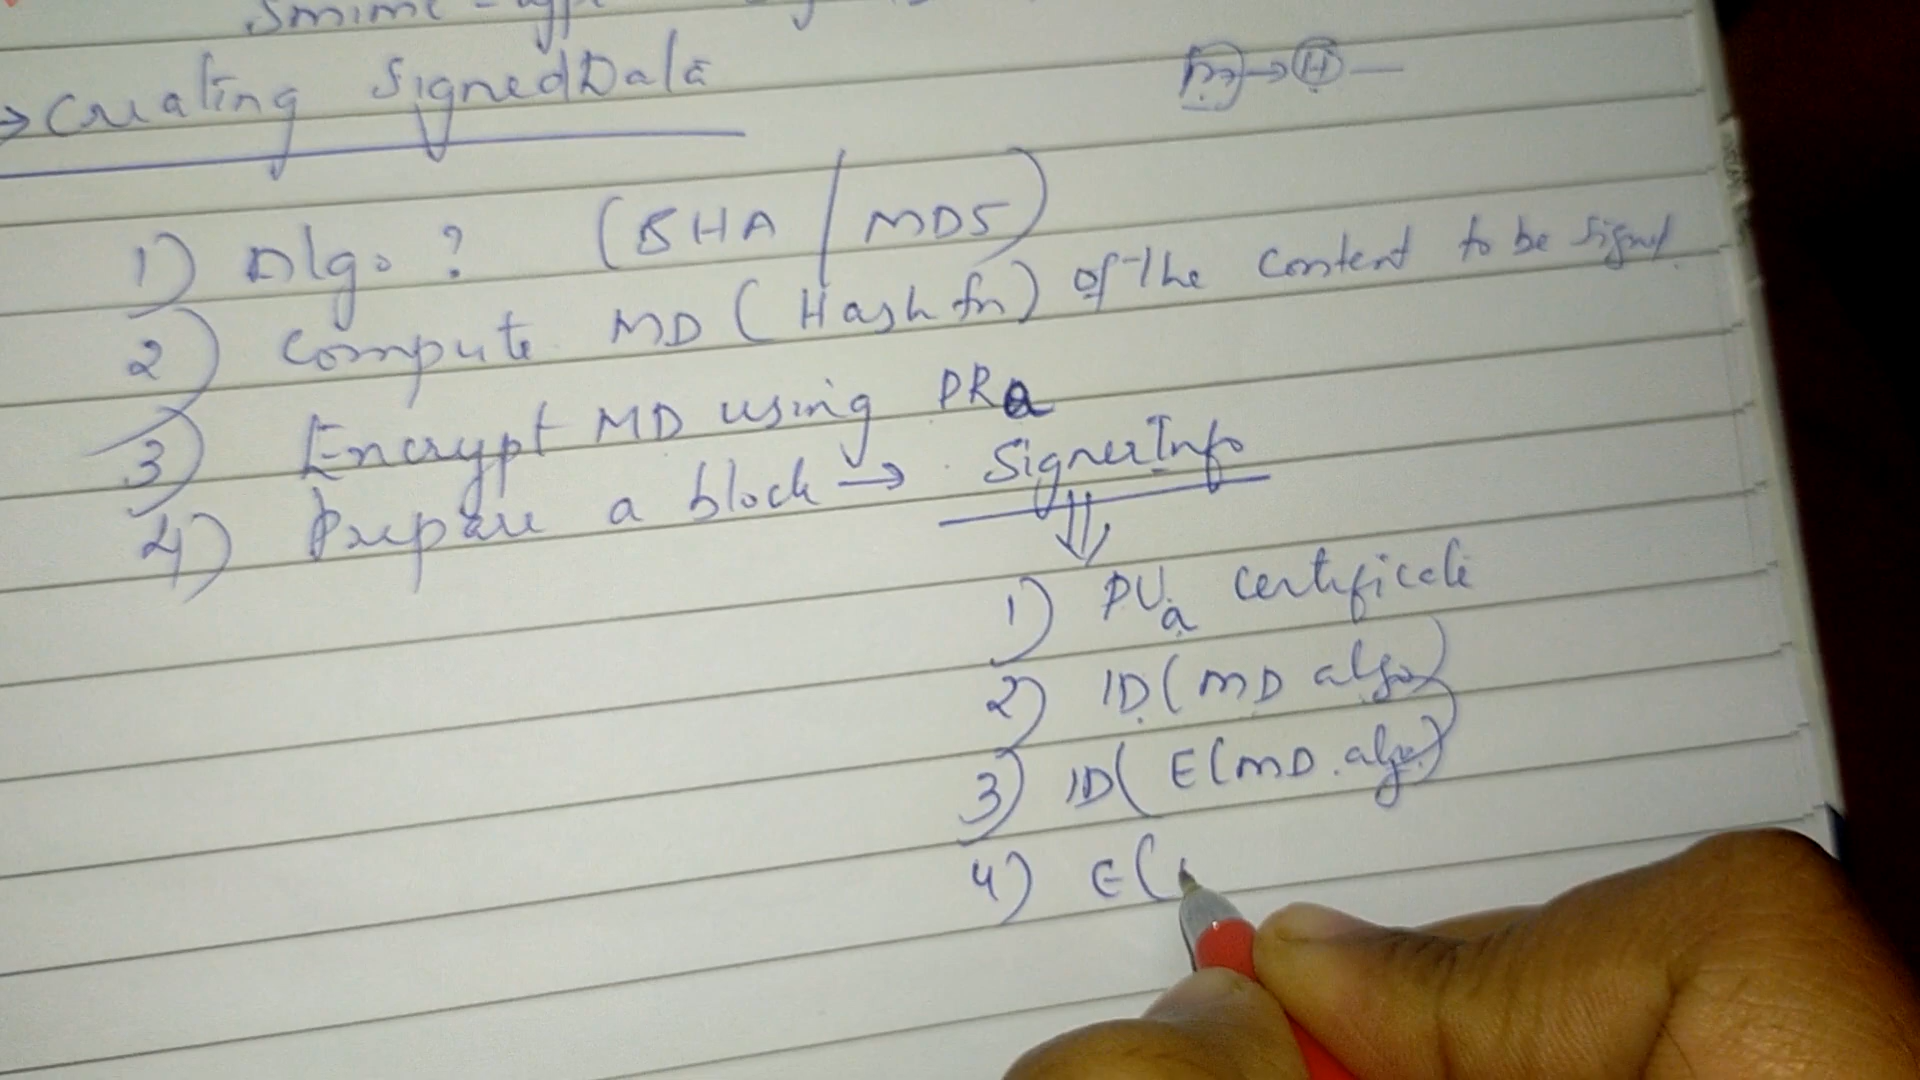 Smime-type
→ Creating SignedData
m → H —
1) Algo ? (SHA / MD5)
2) Compute MD (Hash fn) of the content to be signed
3) Encrypt MD using PRa
4) Prepare a block → SignerInfo
1) PUa certificate
2) ID(MD algo)
3) ID( E(MD.algo)
4) E(